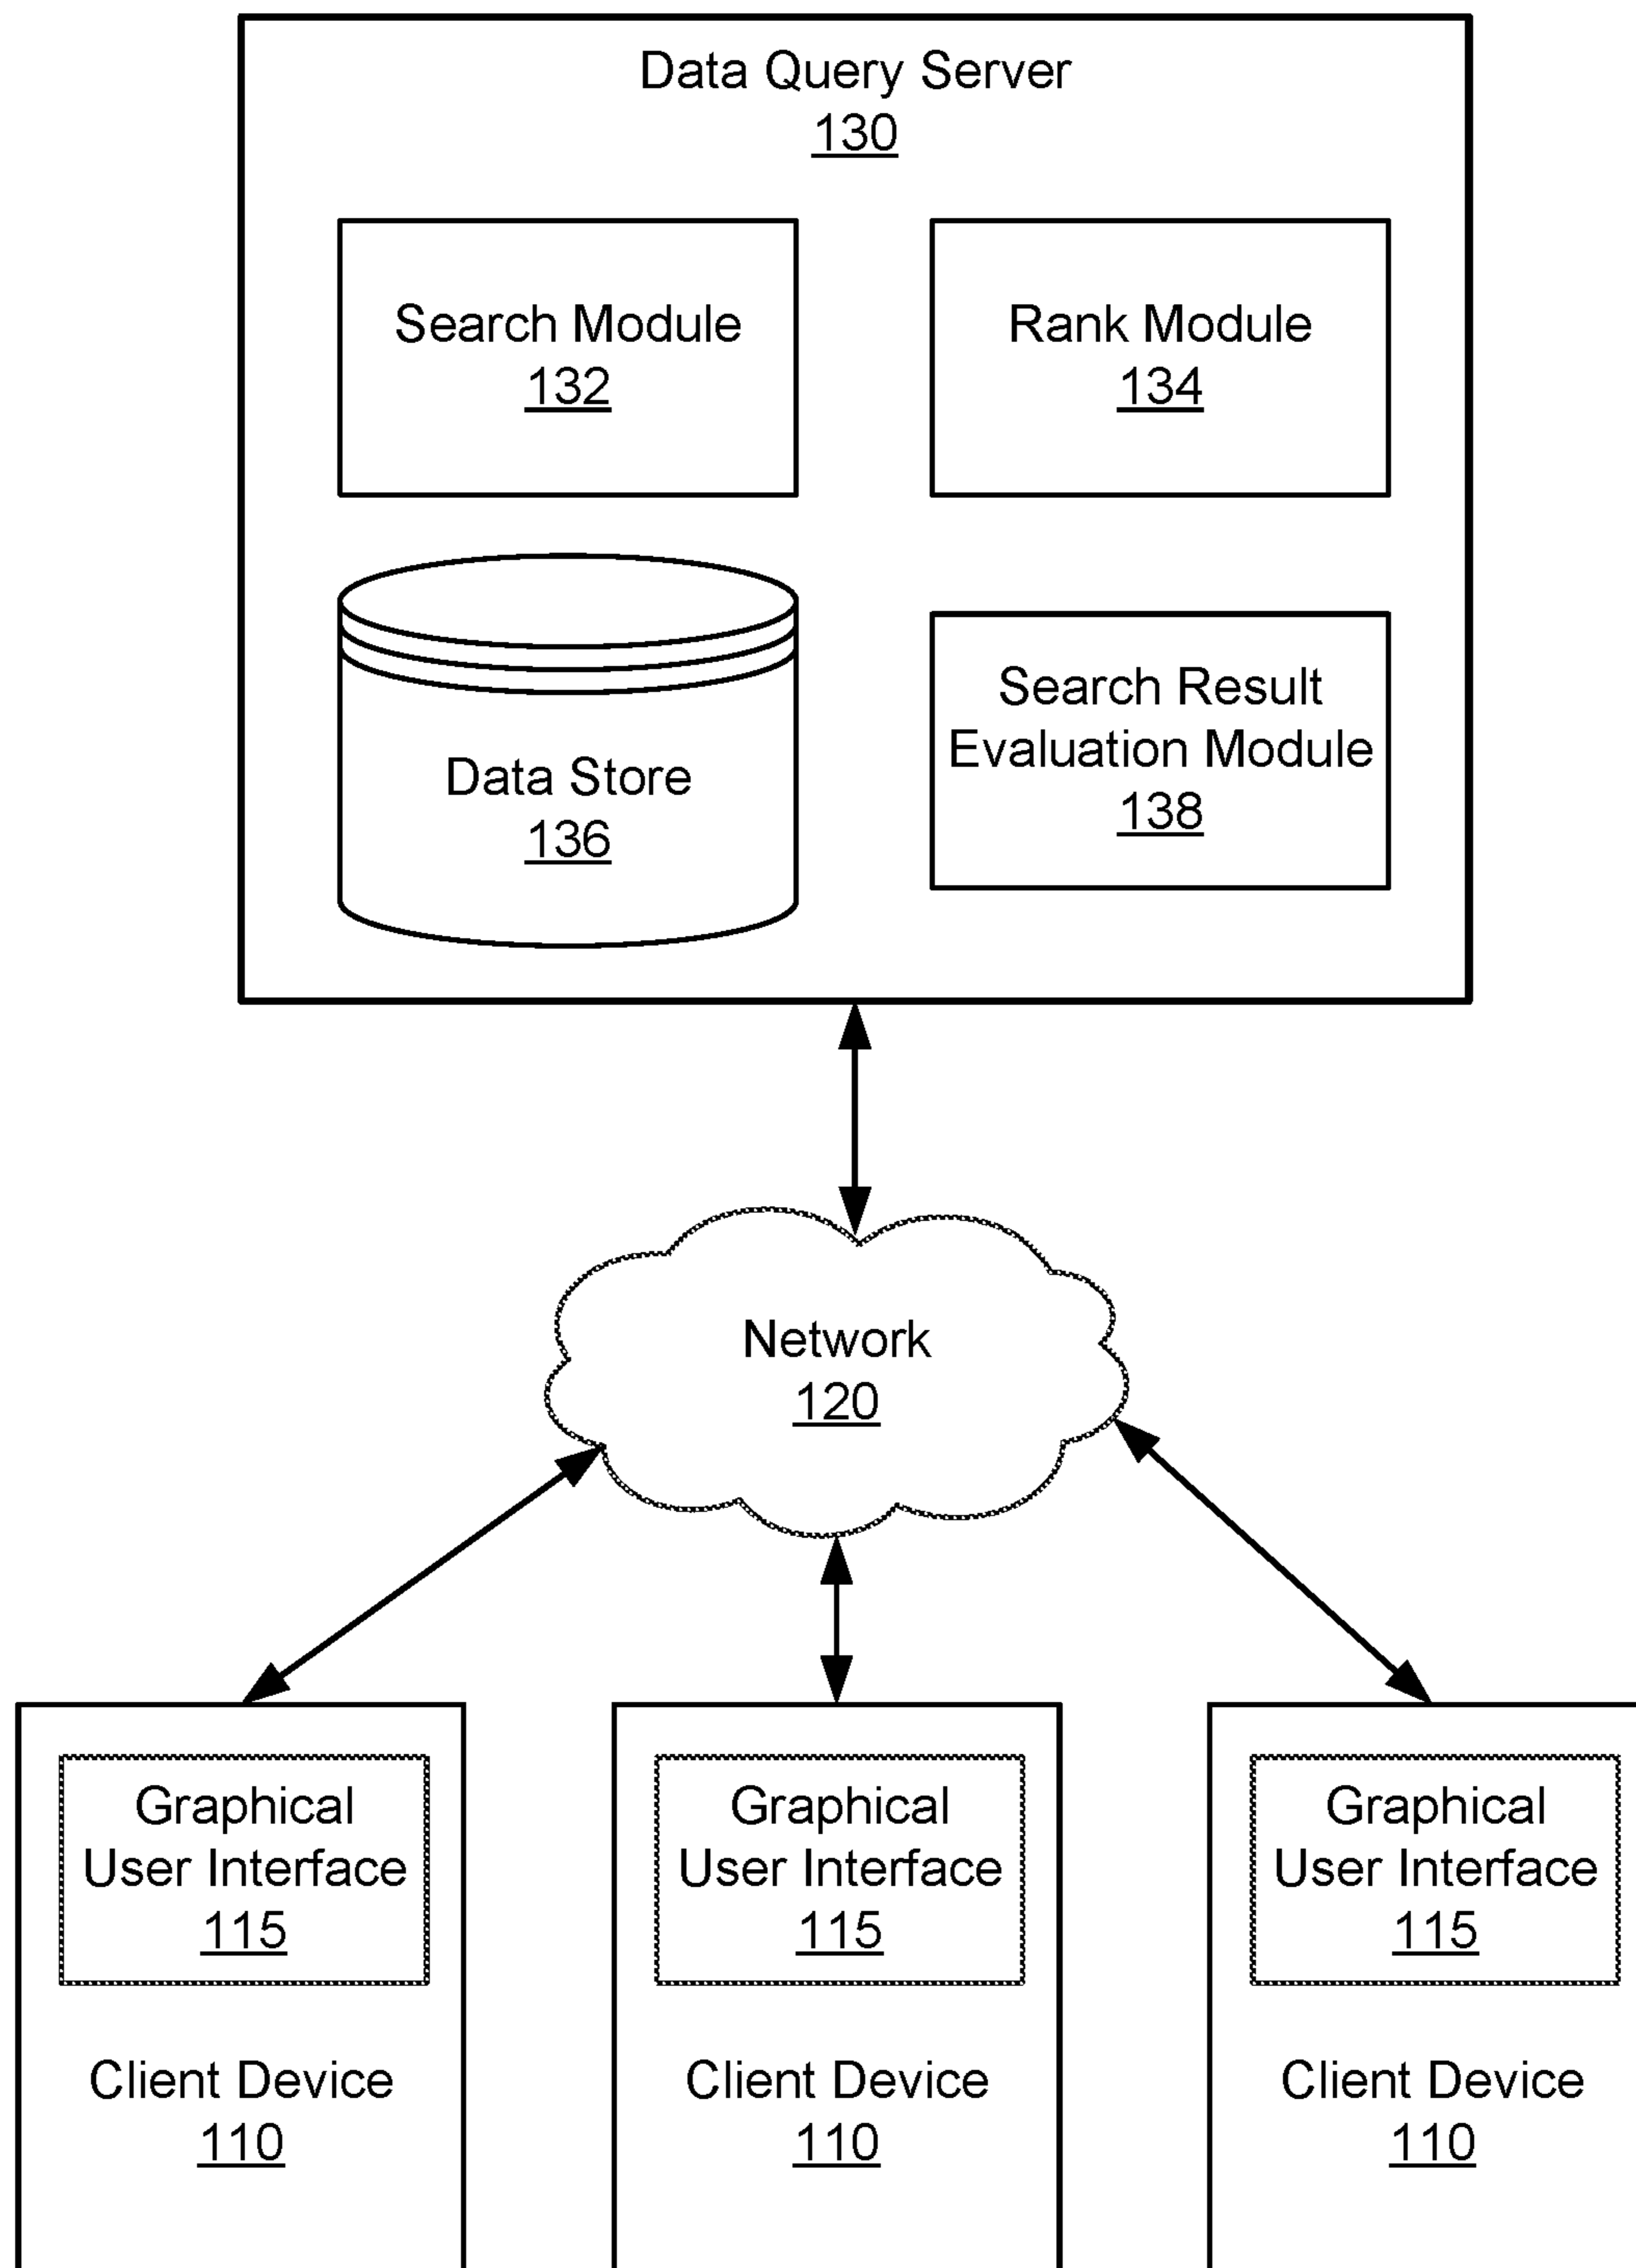 Data Query Server
130
Search Module
132
Rank Module
134
Data Store
136
Search Result
Evaluation Module
138
Network
120
Graphical
User Interface
115
Client Device
110
Graphical
User Interface
115
Client Device
110
Graphical
User Interface
115
Client Device
110